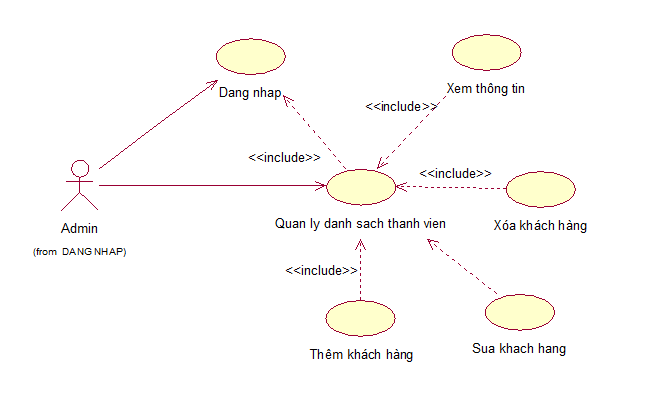 Dang nhap
Xem thông tin
<<include>>
<<include>>
<<include>>
Admin
(from DANG NHAP)
Quan ly danh sach thanh vien
Xóa khách hàng
<<include>>
Thêm khách hàng
Sua khach hang